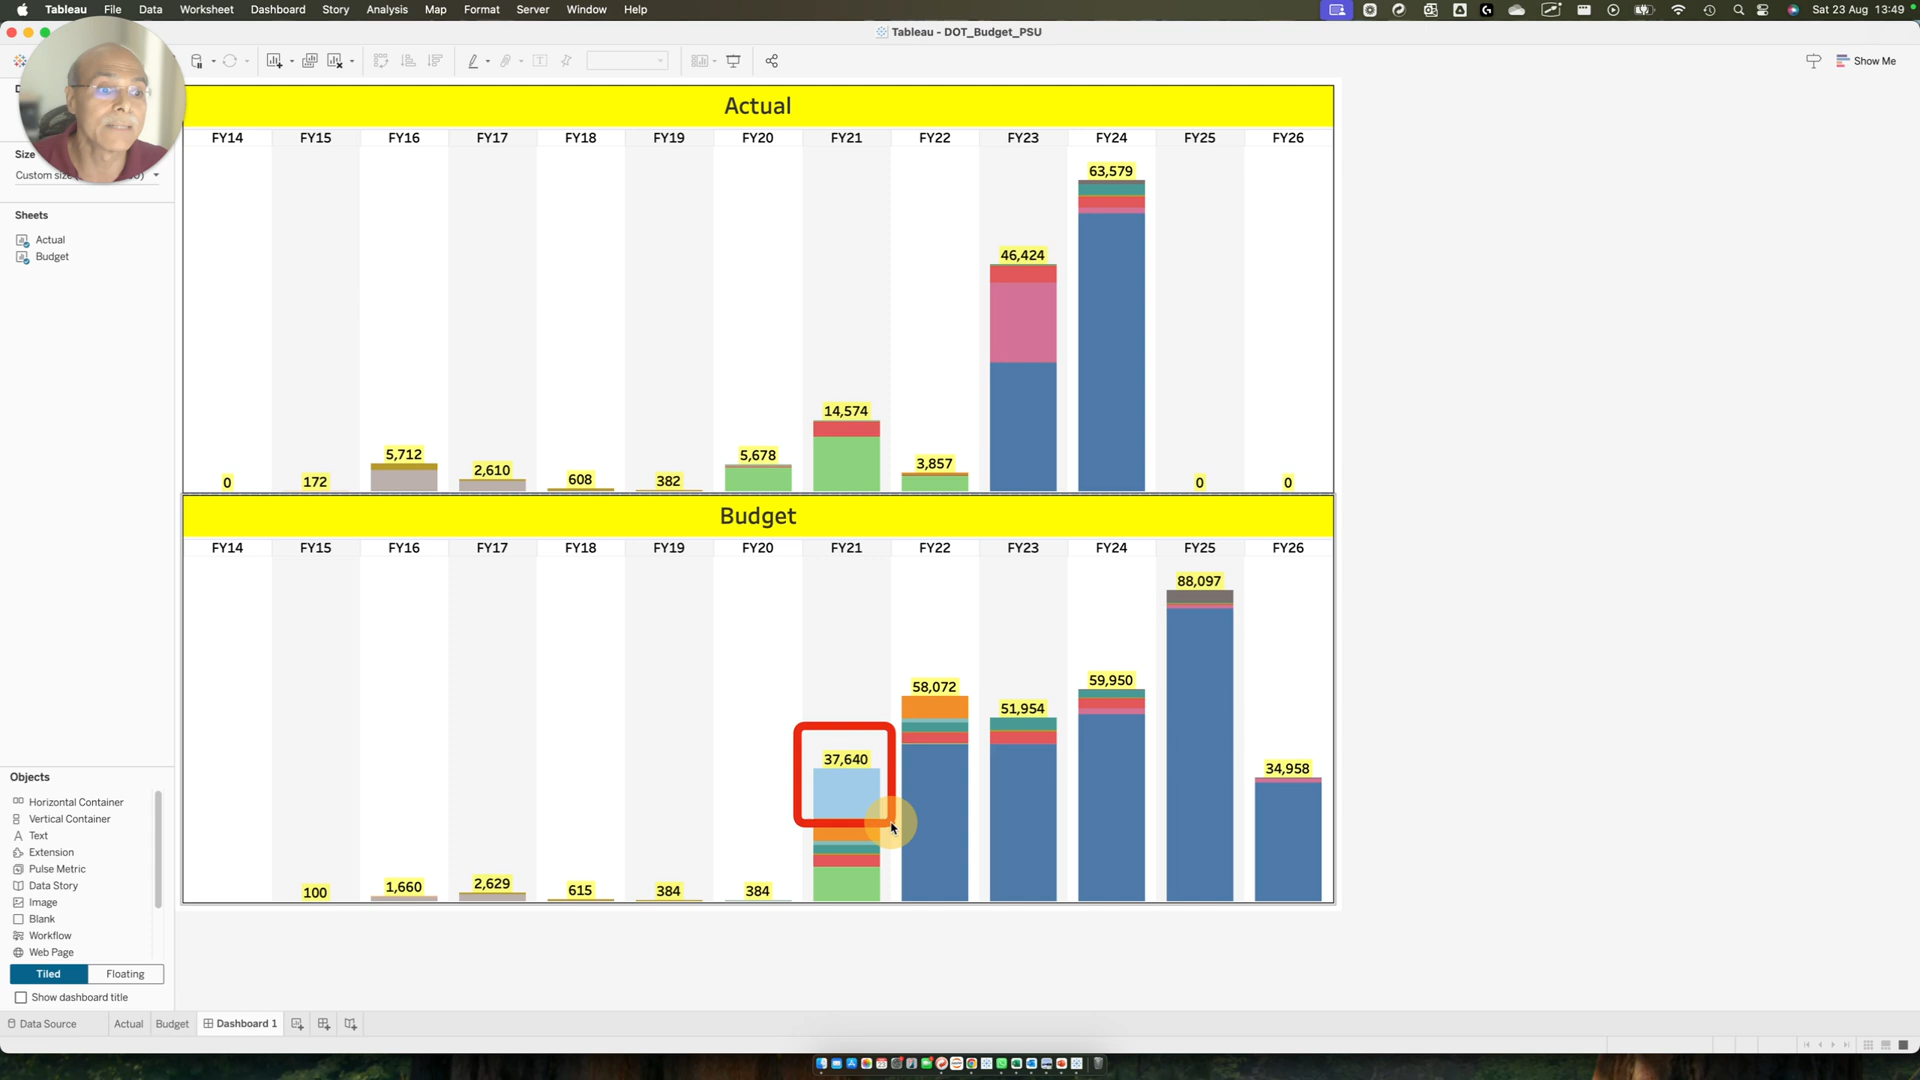 Tableau File Data Worksheet Dashboard Story Analysis Map Format Server Window Help Sat 23 Aug 13:49
Tableau - DOT_Budget_PSU
Show Me
Size
Custom size
Sheets
Actual
Budget
Actual
FY14 FY15 FY16 FY17 FY18 FY19 FY20 FY21 FY22 FY23 FY24 FY25 FY26
63,579
46,424
14,574
5,712 5,678
2,610 3,857
608
0 172 382 0 0
Budget
FY14 FY15 FY16 FY17 FY18 FY19 FY20 FY21 FY22 FY23 FY24 FY25 FY26
88,097
58,072 59,950
51,954
37,640 34,958
100 1,660 2,629 615 384 384
Objects
Horizontal Container
Vertical Container
Text
Extension
Pulse Metric
Data Story
Image
Blank
Workflow
Web Page
Tiled Floating
Show dashboard title
Data Source Actual Budget Dashboard 1